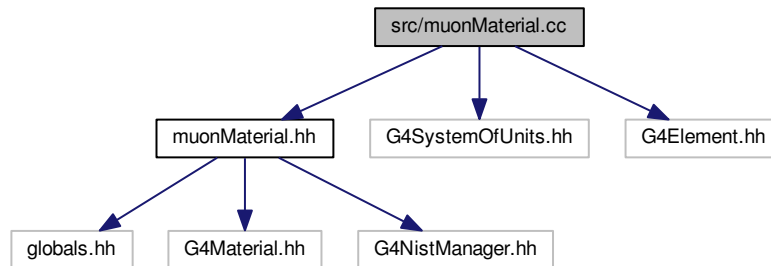 src/muonMaterial.cc
muonMaterial.hh
G4SystemOfUnits.hh
G4Element.hh
globals.hh
G4Material.hh
G4NistManager.hh